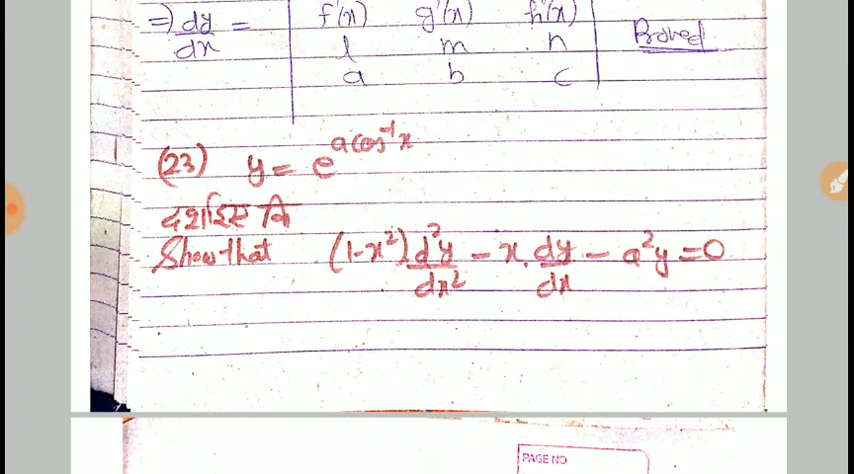 ⇒ dy/dx = | f'(x) g'(x) h'(x) |
| l m n | Proved
| a b c |
(23) y = e^(a cos⁻¹x)
दर्शाइए कि
Show that (1-x²).d²y/dx² - x.dy/dx - a²y = 0
PAGE NO